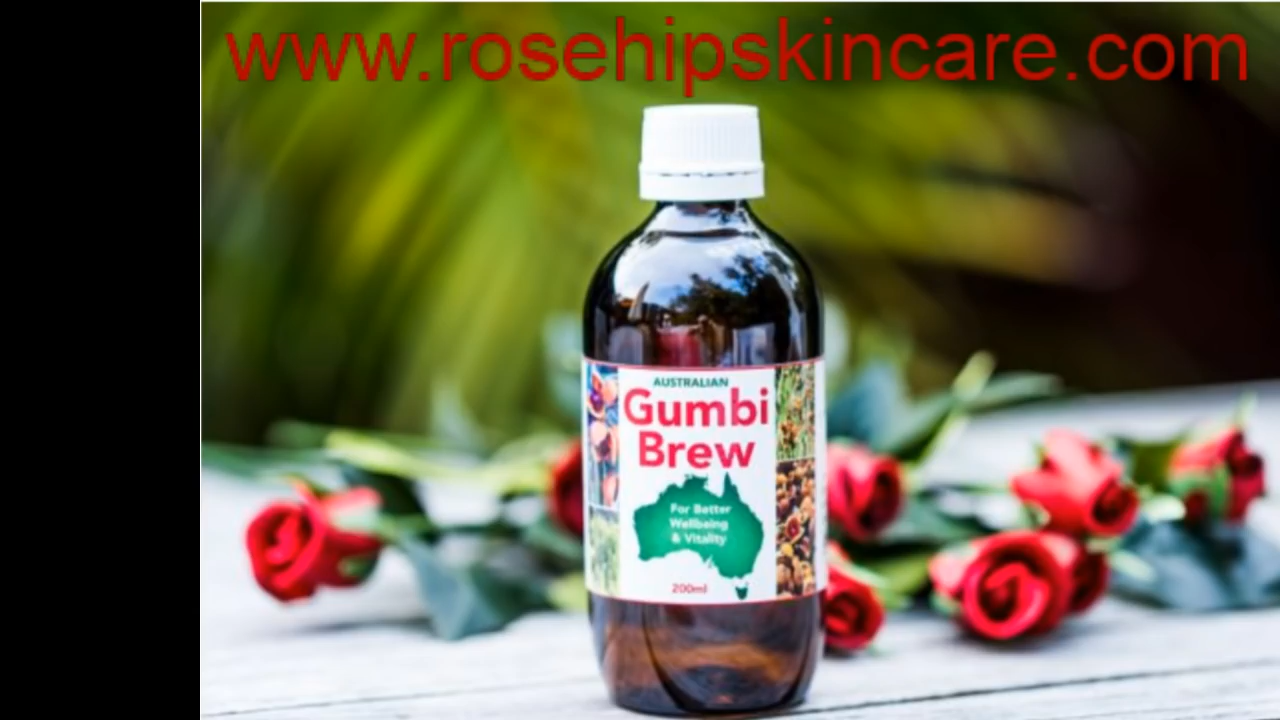 www.rosehipskincare.com
AUSTRALIAN
Gumbi
Brew
For Better
Wellbeing
& Vitality
200ml